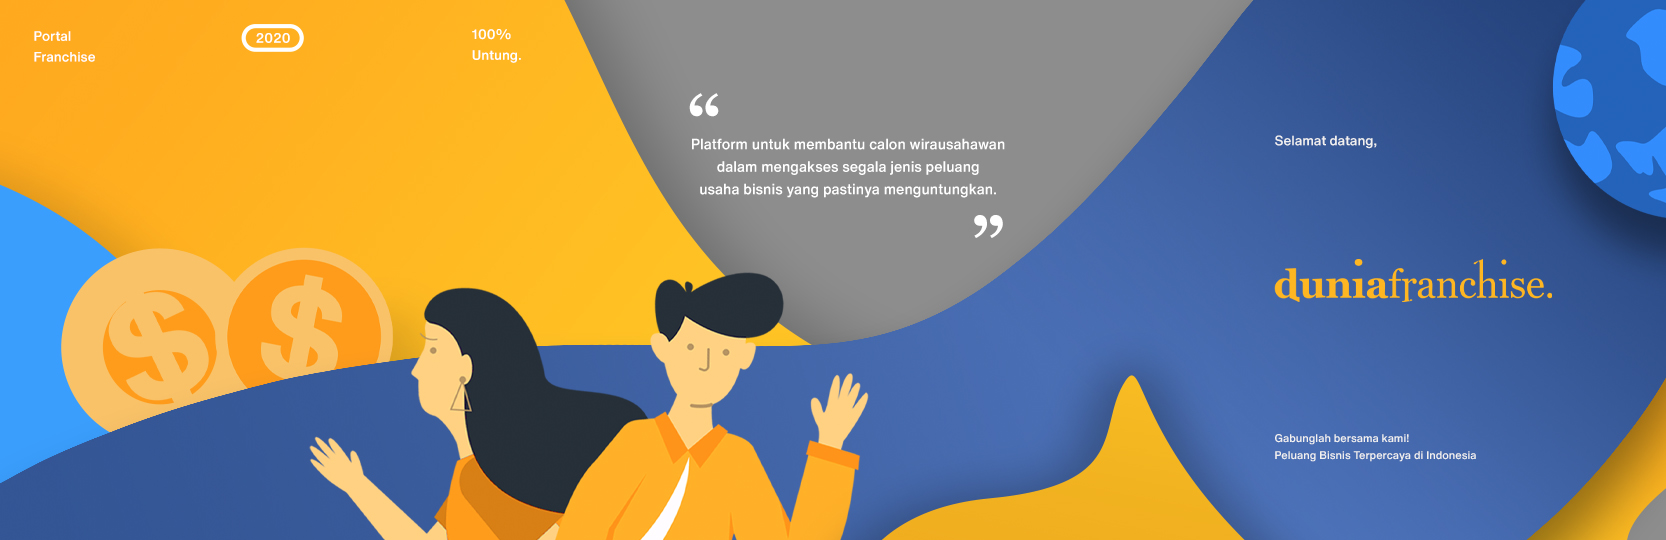 Portal
Franchise
2020
100%
Untung.
“
Platform untuk membantu calon wirausahawan
dalam mengakses segala jenis peluang
usaha bisnis yang pastinya menguntungkan.
”
Selamat datang,
duniafranchise.
Gabunglah bersama kami!
Peluang Bisnis Terpercaya di Indonesia